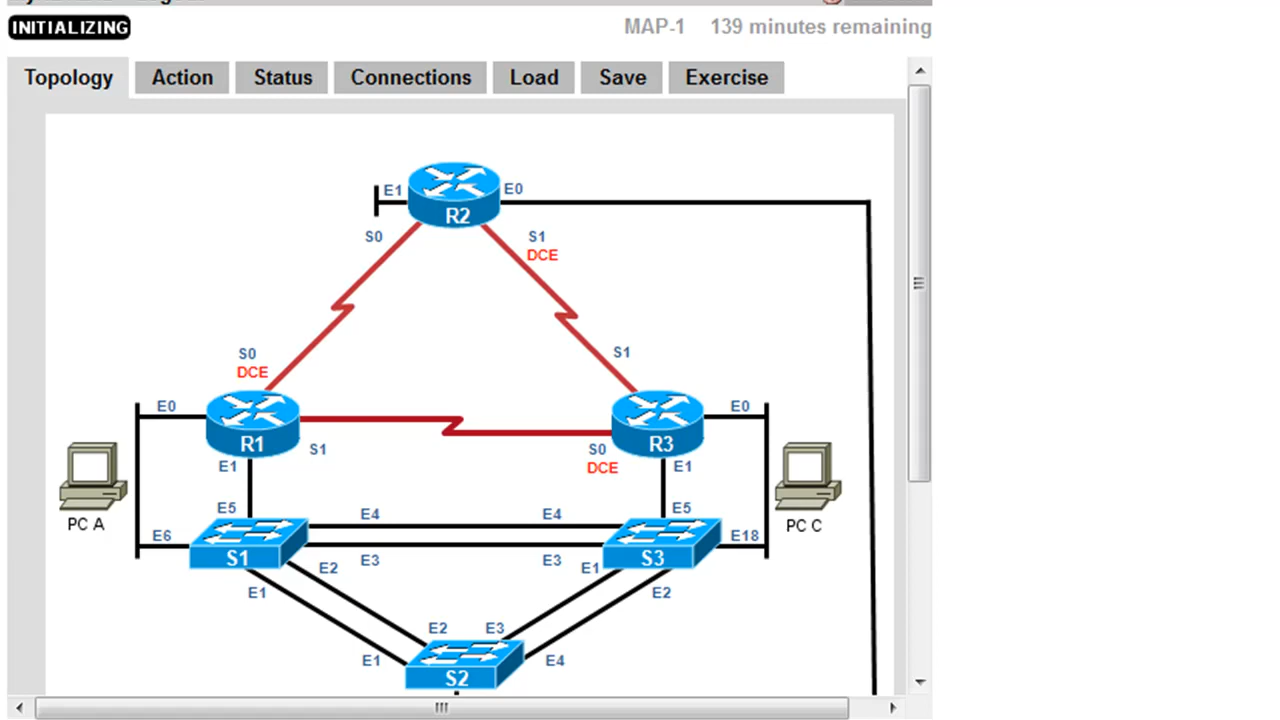 INITIALIZING MAP-1 139 minutes remaining
Topology Action Status Connections Load Save Exercise
E1 E0
R2
S0 S1
DCE
S0 S1
DCE
E0 E0
R1 R3
S1 S0
E1 DCE E1
PC A PC C
E5 E4 E4 E5
E6 E18
S1 S3
E3 E3
E2 E1
E1 E2
E2 E3
E1 E4
S2